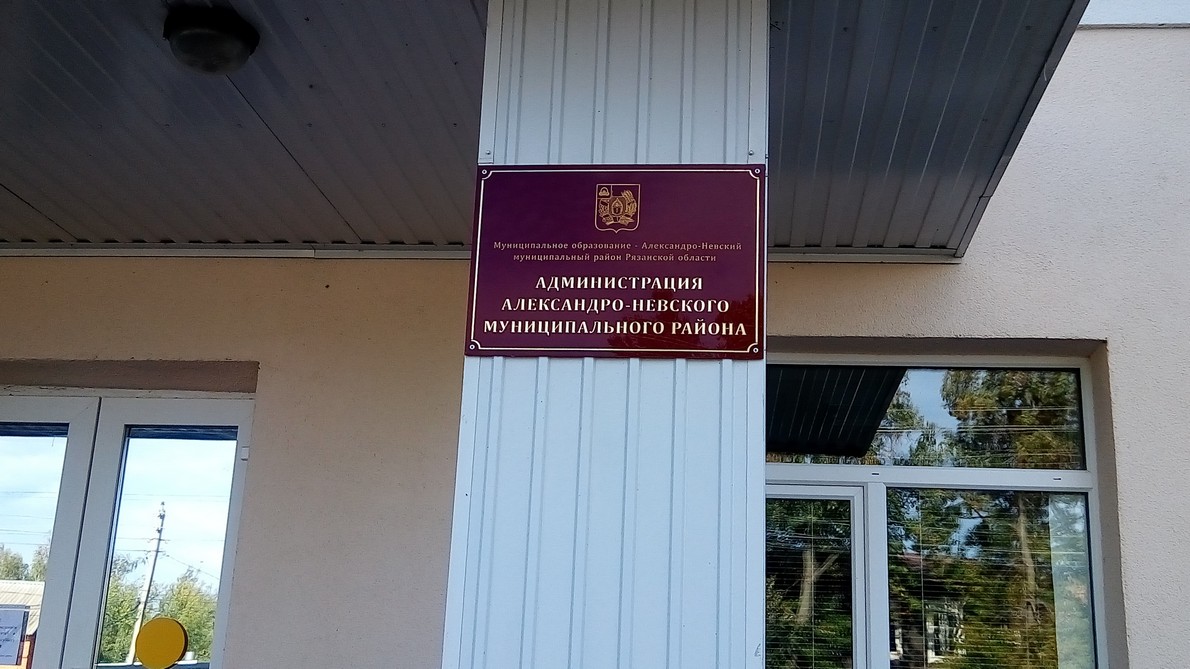 Муниципальное образование - Александро-Невский
муниципальный район Рязанской области
АДМИНИСТРАЦИЯ
АЛЕКСАНДРО-НЕВСКОГО
МУНИЦИПАЛЬНОГО РАЙОНА